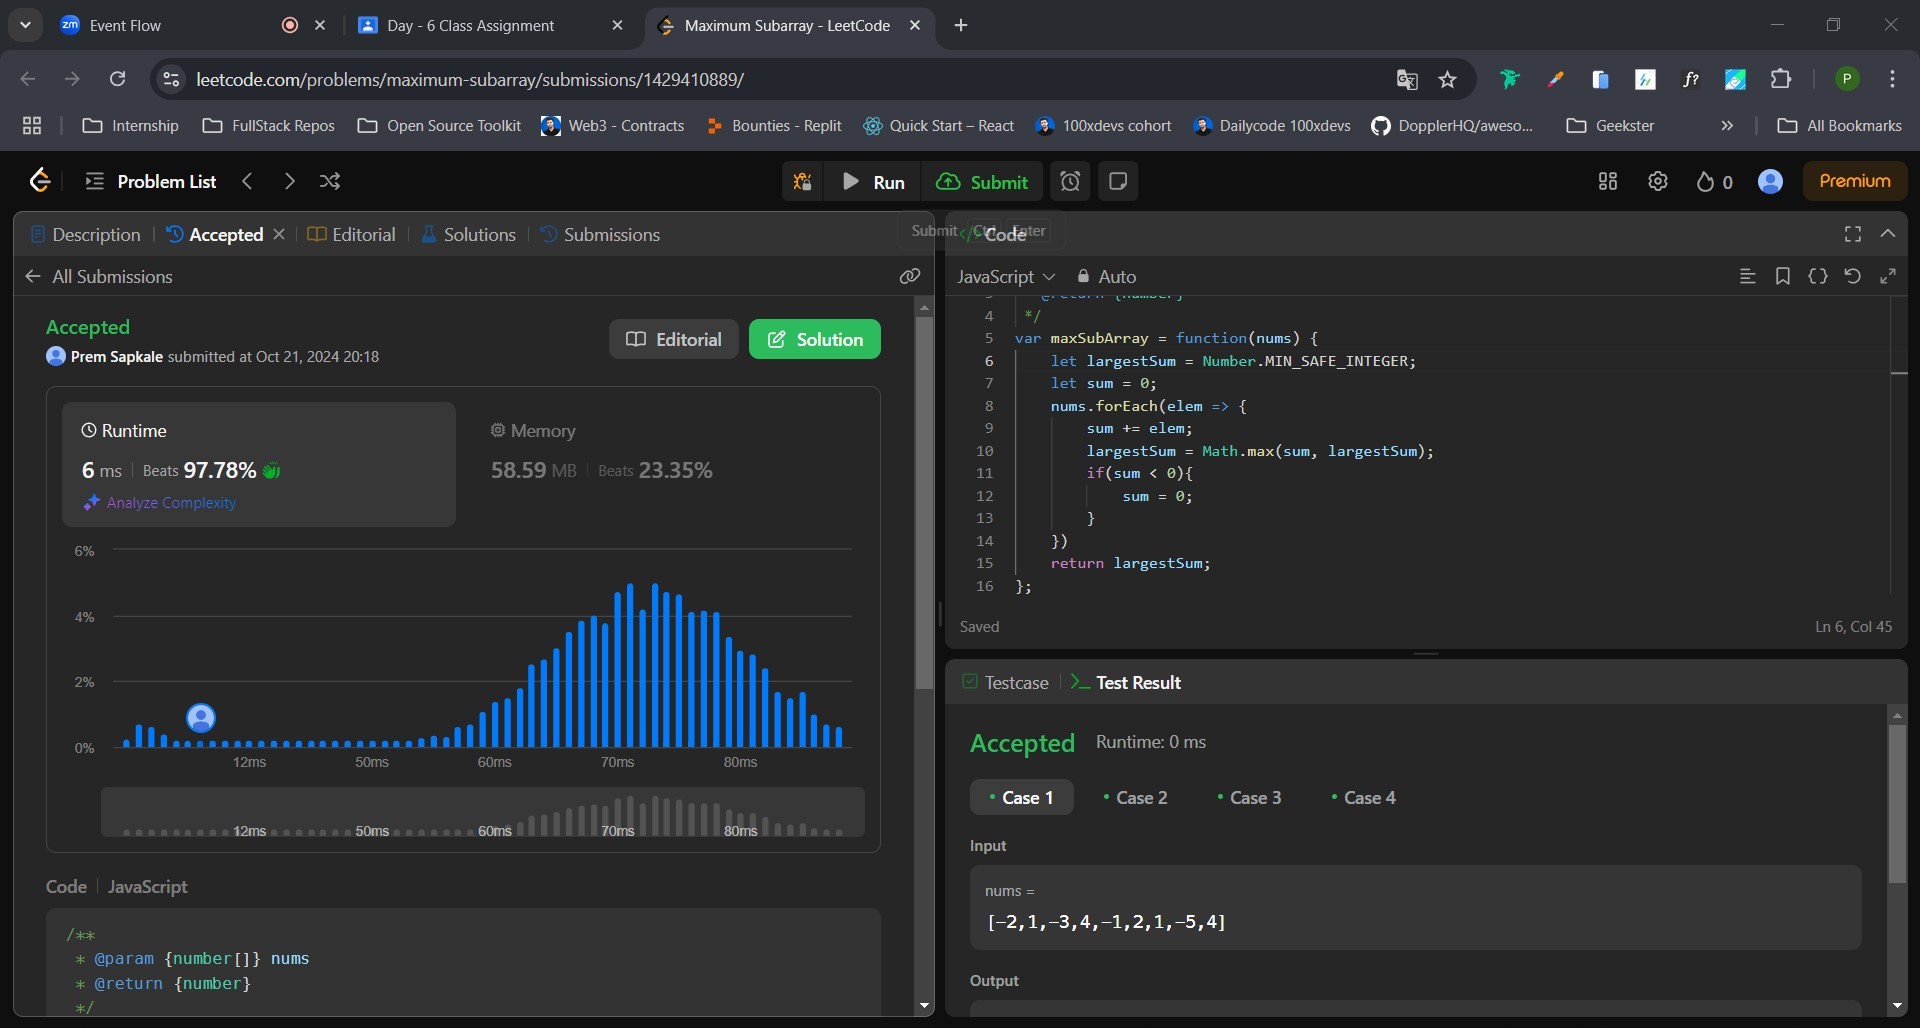 Event Flow
Day - 6 Class Assignment
Maximum Subarray - LeetCode
leetcode.com/problems/maximum-subarray/submissions/1429410889/
P
Internship
FullStack Repos
Open Source Toolkit
Web3 - Contracts
Bounties - Replit
Quick Start – React
100xdevs cohort
Dailycode 100xdevs
DopplerHQ/aweso...
Geekster
All Bookmarks
Problem List
Run
Submit
0
Premium
Description
Accepted
Editorial
Solutions
Submissions
Submit Ctrl Enter
</> Code
All Submissions
JavaScript
Auto
Accepted
Prem Sapkale submitted at Oct 21, 2024 20:18
Editorial
Solution
Runtime
6 ms Beats 97.78%
Analyze Complexity
Memory
58.59 MB Beats 23.35%
6%
4%
2%
0%
12ms 50ms 60ms 70ms 80ms
12ms 50ms 60ms 70ms 80ms
Code JavaScript
/**
* @param {number[]} nums
* @return {number}
*/
3 * @return {number}
4 */
5 var maxSubArray = function(nums) {
6 let largestSum = Number.MIN_SAFE_INTEGER;
7 let sum = 0;
8 nums.forEach(elem => {
9 sum += elem;
10 largestSum = Math.max(sum, largestSum);
11 if(sum < 0){
12 sum = 0;
13 }
14 })
15 return largestSum;
16 };
Saved
Ln 6, Col 45
Testcase
Test Result
Accepted Runtime: 0 ms
Case 1
Case 2
Case 3
Case 4
Input
nums =
[-2,1,-3,4,-1,2,1,-5,4]
Output